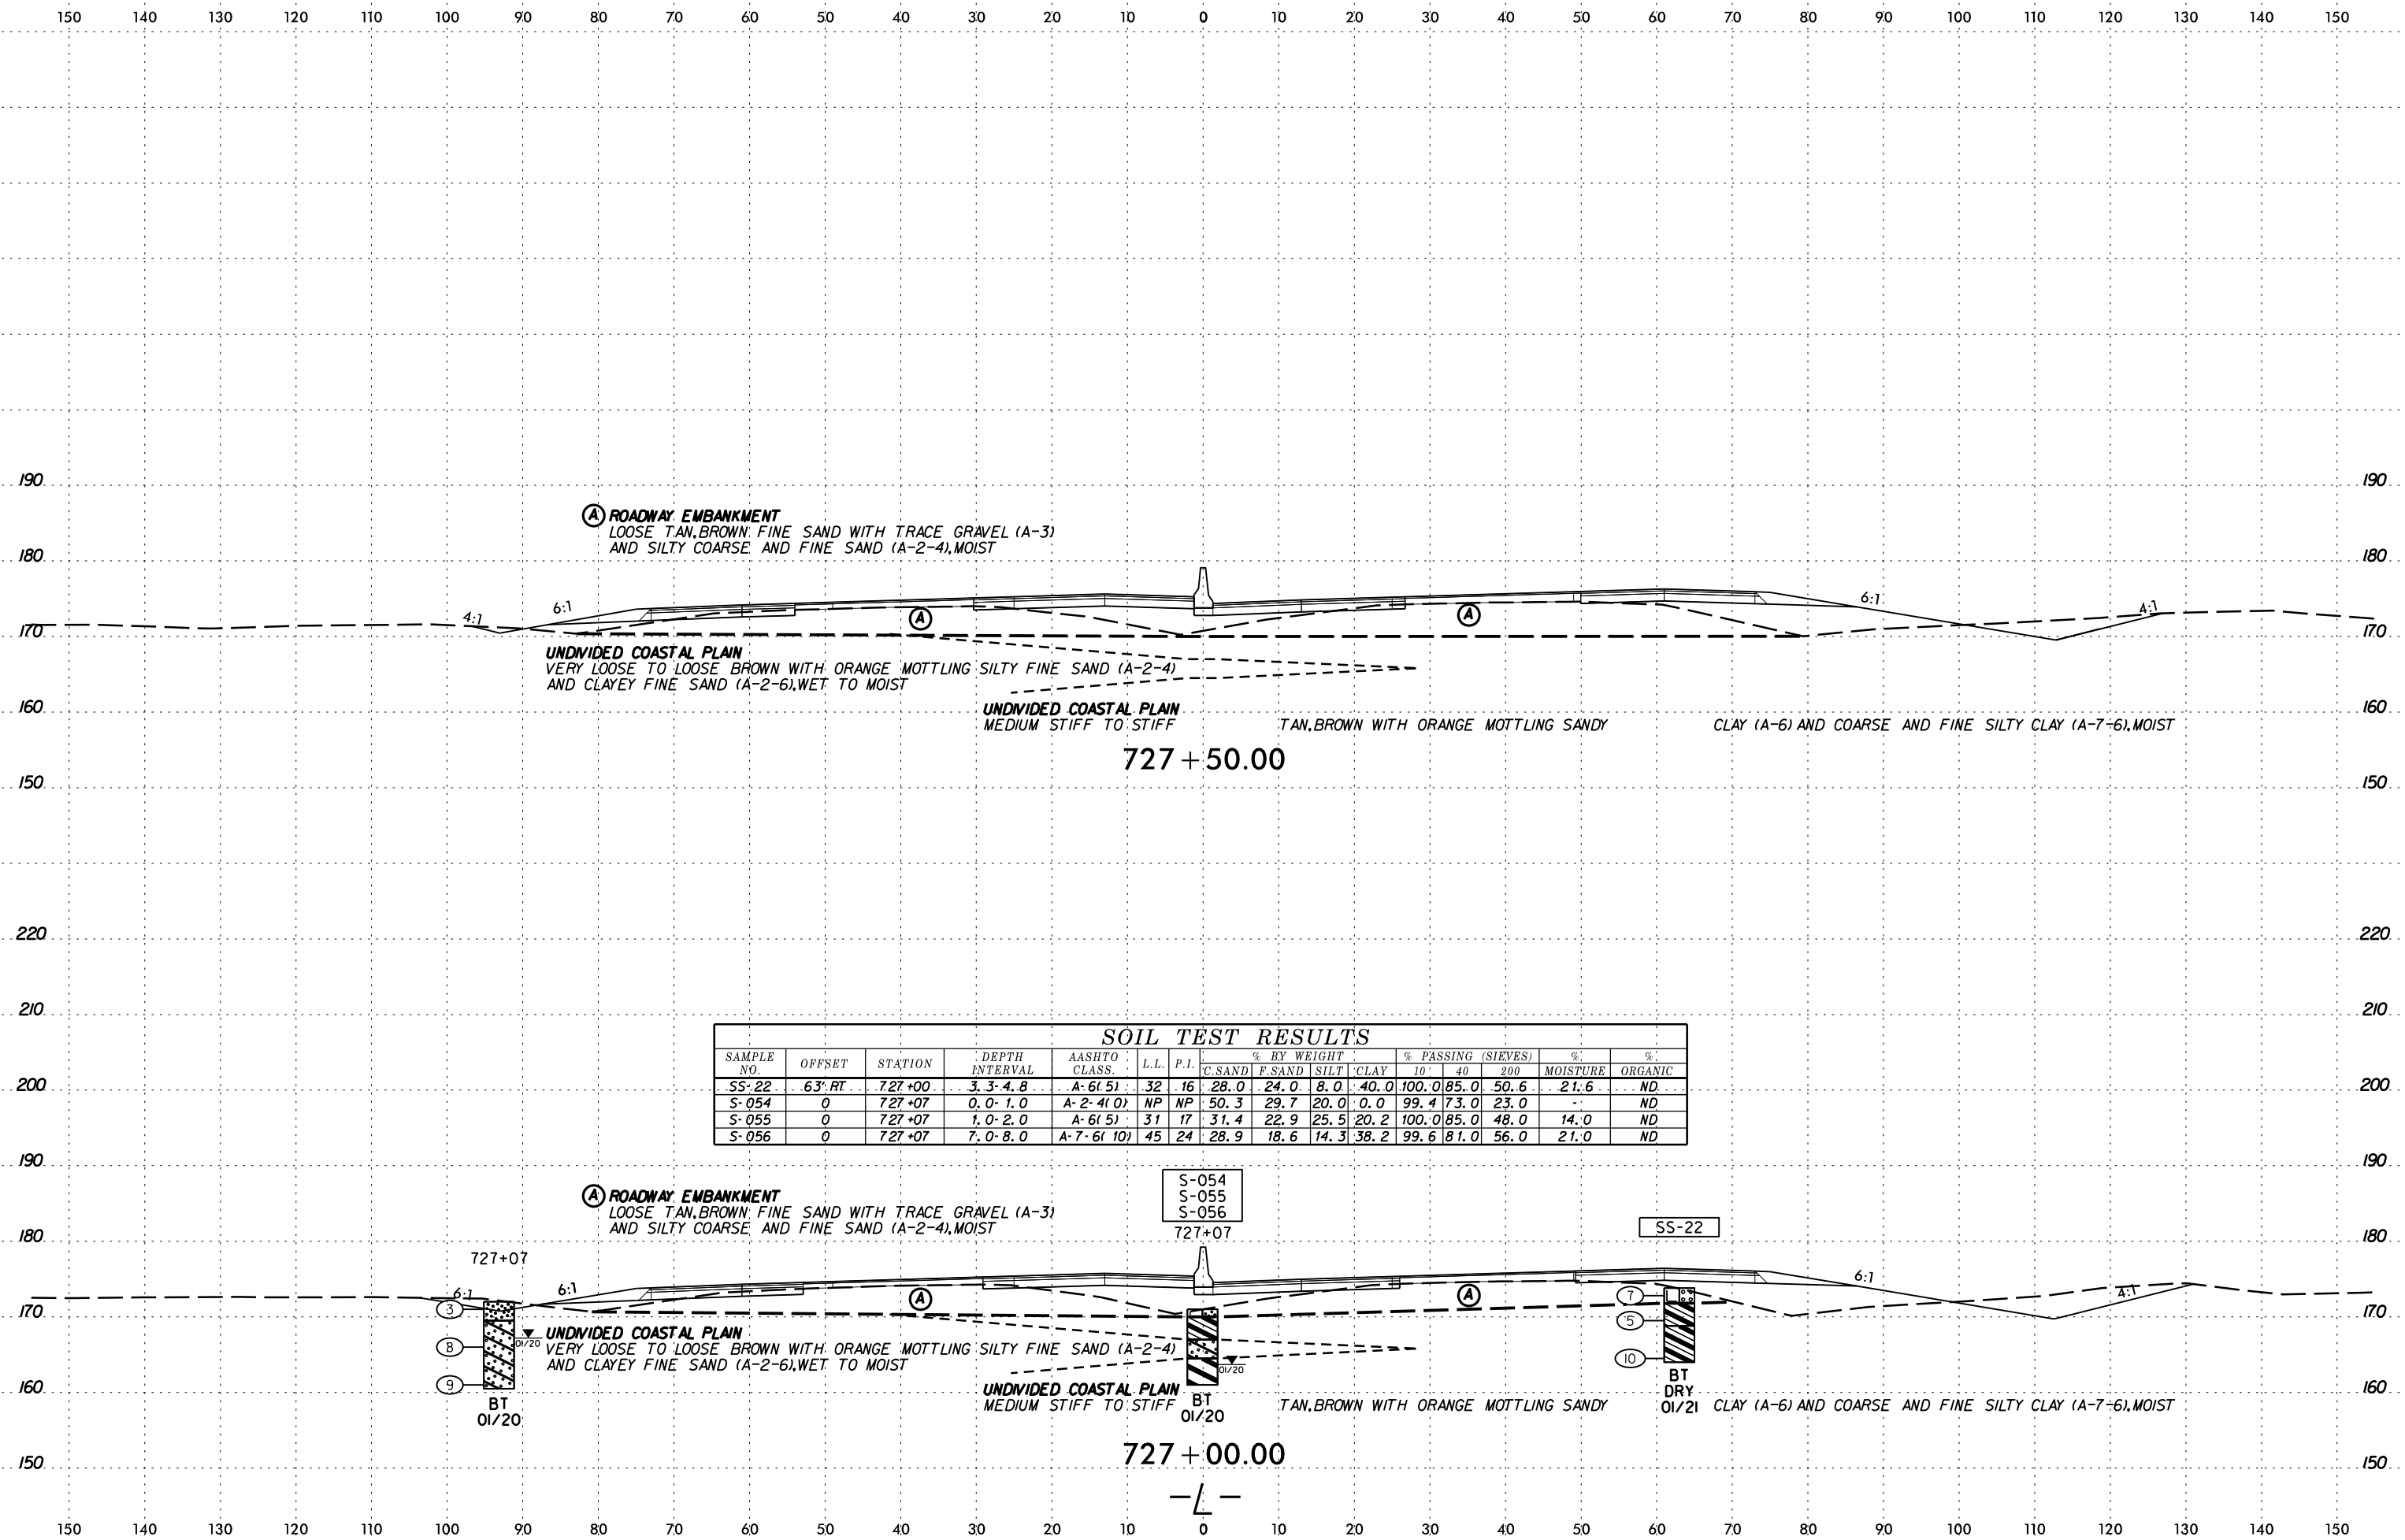 150 140 130 120 110 100 90 80 70 60 50 40 30 20 10 0 10 20 30 40 50 60 70 80 90 100 110 120 130 140 150
190 190
A ROADWAY EMBANKMENT
LOOSE TAN,BROWN FINE SAND WITH TRACE GRAVEL (A-3)
AND SILTY COARSE AND FINE SAND (A-2-4),MOIST
180 180
4:1 6:1 A A 6:1 4:1
170 170
UNDIVIDED COASTAL PLAIN
VERY LOOSE TO LOOSE BROWN WITH ORANGE MOTTLING SILTY FINE SAND (A-2-4)
AND CLAYEY FINE SAND (A-2-6),WET TO MOIST
160 160
UNDIVIDED COASTAL PLAIN
MEDIUM STIFF TO STIFF TAN,BROWN WITH ORANGE MOTTLING SANDY CLAY (A-6) AND COARSE AND FINE SILTY CLAY (A-7-6),MOIST
727+50.00
150 150
220 220
210 210
SOIL TEST RESULTS
SAMPLE NO. OFFSET STATION DEPTH INTERVAL AASHTO CLASS. L.L. P.I. % BY WEIGHT % PASSING (SIEVES) % MOISTURE % ORGANIC
C.SAND F.SAND SILT CLAY 10 40 200
SS-22 63' RT 727+00 3.3-4.8 A-6(5) 32 16 28.0 24.0 8.0 40.0 100.0 85.0 50.6 21.6 ND
S-054 0 727+07 0.0-1.0 A-2-4(0) NP NP 50.3 29.7 20.0 0.0 99.4 73.0 23.0 - ND
S-055 0 727+07 1.0-2.0 A-6(5) 31 17 31.4 22.9 25.5 20.2 100.0 85.0 48.0 14.0 ND
S-056 0 727+07 7.0-8.0 A-7-6(10) 45 24 28.9 18.6 14.3 38.2 99.6 81.0 56.0 21.0 ND
200 200
190 190
S-054
S-055
S-056
727+07
A ROADWAY EMBANKMENT
LOOSE TAN,BROWN FINE SAND WITH TRACE GRAVEL (A-3)
AND SILTY COARSE AND FINE SAND (A-2-4),MOIST
SS-22
180 180
727+07
6:1 6:1 A A 6:1 4:1
3 7
170 170
5
01/20
UNDIVIDED COASTAL PLAIN
VERY LOOSE TO LOOSE BROWN WITH ORANGE MOTTLING SILTY FINE SAND (A-2-4)
AND CLAYEY FINE SAND (A-2-6),WET TO MOIST
8 10
01/20
9
160 160
BT
01/20
BT
01/20
BT
DRY
01/21
UNDIVIDED COASTAL PLAIN
MEDIUM STIFF TO STIFF TAN,BROWN WITH ORANGE MOTTLING SANDY CLAY (A-6) AND COARSE AND FINE SILTY CLAY (A-7-6),MOIST
727+00.00
150 150
-L-
150 140 130 120 110 100 90 80 70 60 50 40 30 20 10 0 10 20 30 40 50 60 70 80 90 100 110 120 130 140 150